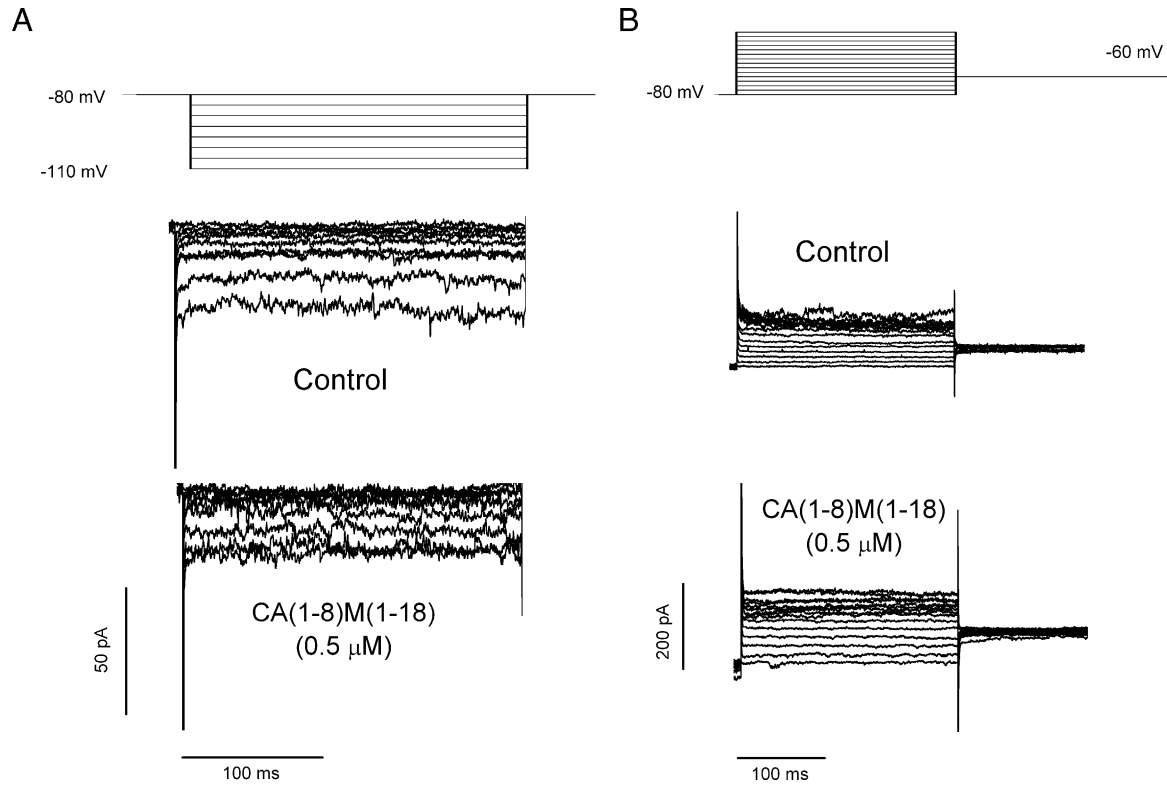 A
-80 mV
-110 mV
Control
CA(1-8)M(1-18)
(0.5 μM)
50 pA
100 ms
B
-60 mV
-80 mV
Control
CA(1-8)M(1-18)
(0.5 μM)
200 pA
100 ms